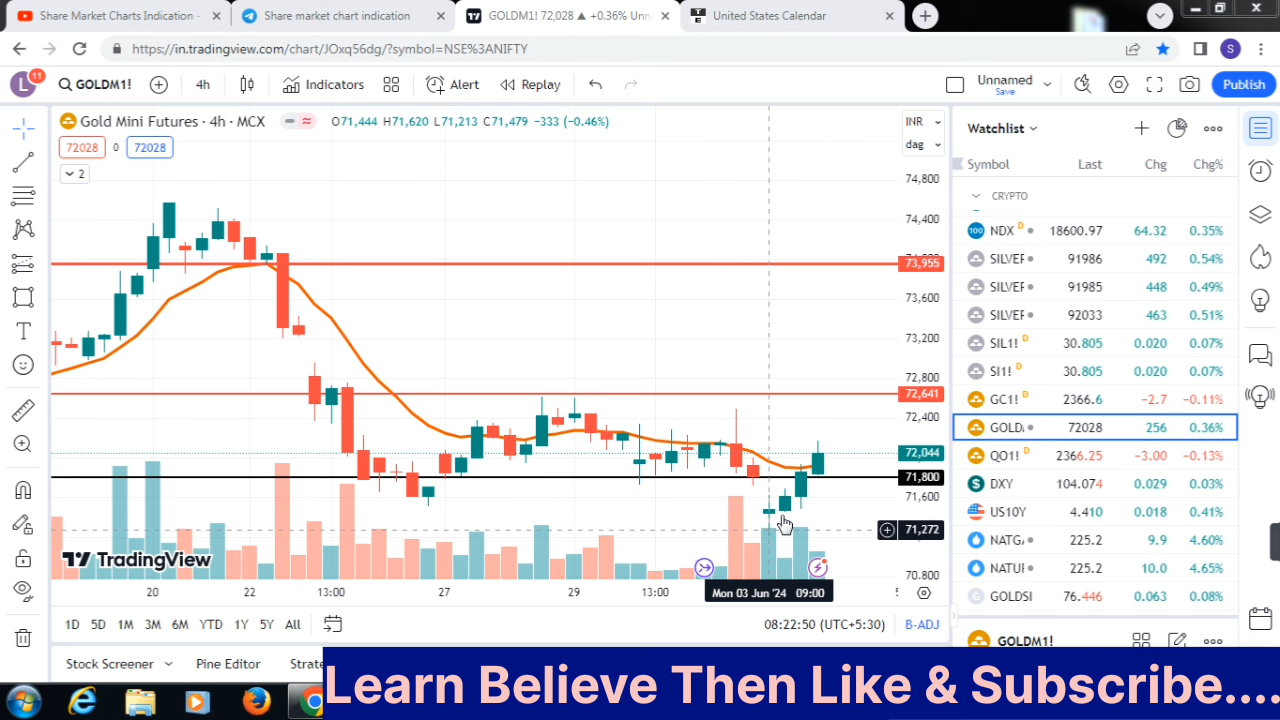 Share Market Charts Indication -
Share market chart indication
GOLDM1! 72,028 ▲ +0.36% Unn
United States Calendar
https://in.tradingview.com/chart/JOxq56dg/?symbol=NSE%3ANIFTY
S
L 11
GOLDM1!
4h
Indicators
Alert
Replay
Unnamed
Save
Publish
Gold Mini Futures · 4h · MCX
O71,444 H71,620 L71,213 C71,479 -333 (-0.46%)
72028 0 72028
2
INR
dag
74,800
74,400
73,955
73,600
73,200
72,800
72,641
72,400
72,044
71,800
71,600
71,272
70,800
TradingView
20 22 13:00 27 29 13:00 Mon 03 Jun '24 09:00
1D 5D 1M 3M 6M YTD 1Y 5Y All
08:22:50 (UTC+5:30) B-ADJ
Stock Screener Pine Editor Strate
Watchlist
Symbol Last Chg Chg%
CRYPTO
NDX D 18600.97 64.32 0.35%
SILVER 91986 492 0.54%
SILVER 91985 448 0.49%
SILVER 92033 463 0.51%
SIL1! D 30.805 0.020 0.07%
SI1! D 30.805 0.020 0.07%
GC1! D 2366.6 -2.7 -0.11%
GOLD 72028 256 0.36%
QO1! D 2366.25 -3.00 -0.13%
DXY 104.074 0.029 0.03%
US10Y 4.410 0.018 0.41%
NATG 225.2 9.9 4.60%
NATU 225.2 10.0 4.65%
GOLDSI 76.446 0.063 0.08%
GOLDM1!
Learn Believe Then Like & Subscribe....